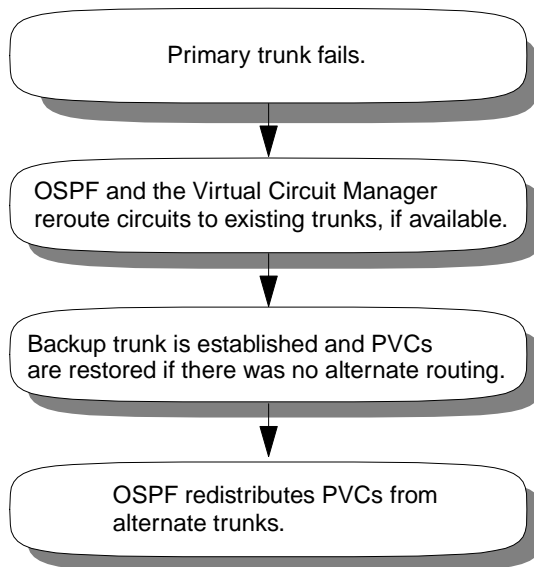 Primary trunk fails.
OSPF and the Virtual Circuit Manager
reroute circuits to existing trunks, if available.
Backup trunk is established and PVCs
are restored if there was no alternate routing.
OSPF redistributes PVCs from
alternate trunks.